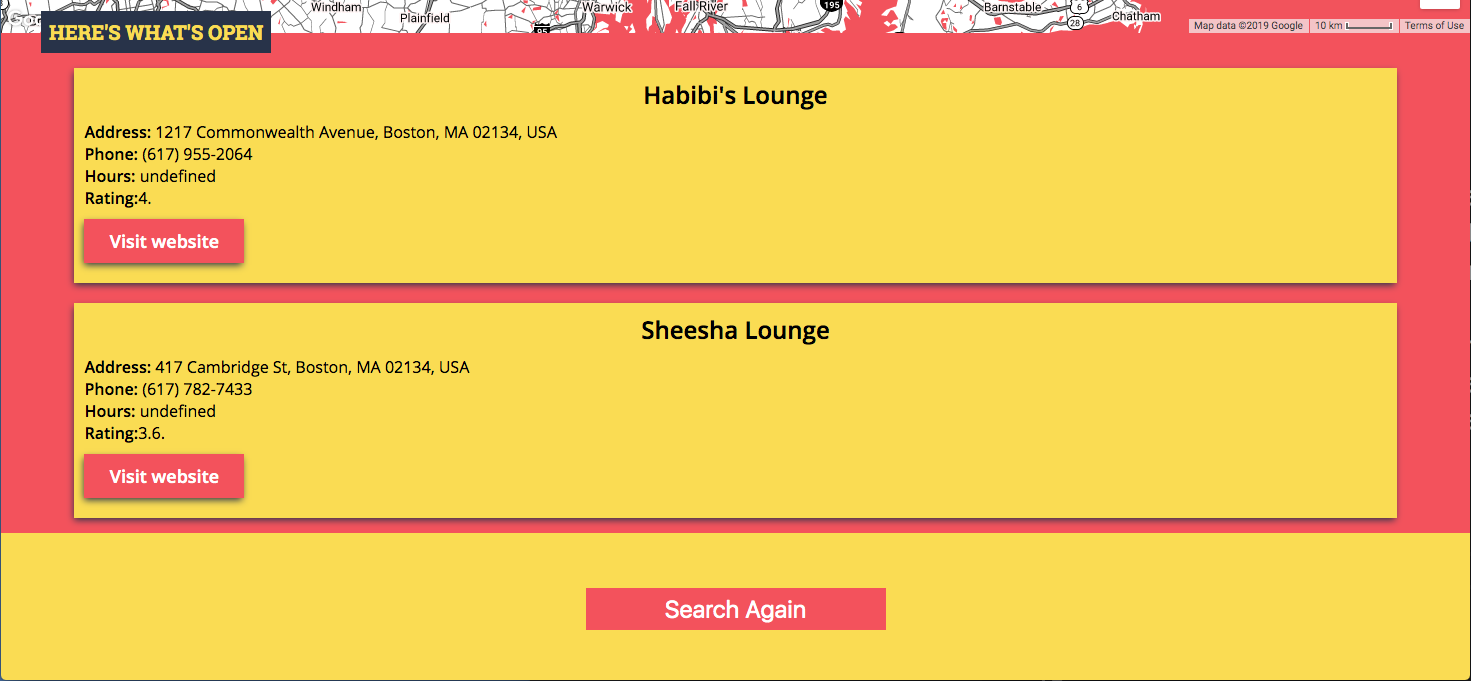 Windham
Plainfield
Warwick
Fall River
195
Barnstable
6
Chatham
28
95
Map data ©2019 Google
10 km
Terms of Use
HERE'S WHAT'S OPEN
Habibi's Lounge
Address: 1217 Commonwealth Avenue, Boston, MA 02134, USA
Phone: (617) 955-2064
Hours: undefined
Rating:4.
Visit website
Sheesha Lounge
Address: 417 Cambridge St, Boston, MA 02134, USA
Phone: (617) 782-7433
Hours: undefined
Rating:3.6.
Visit website
Search Again